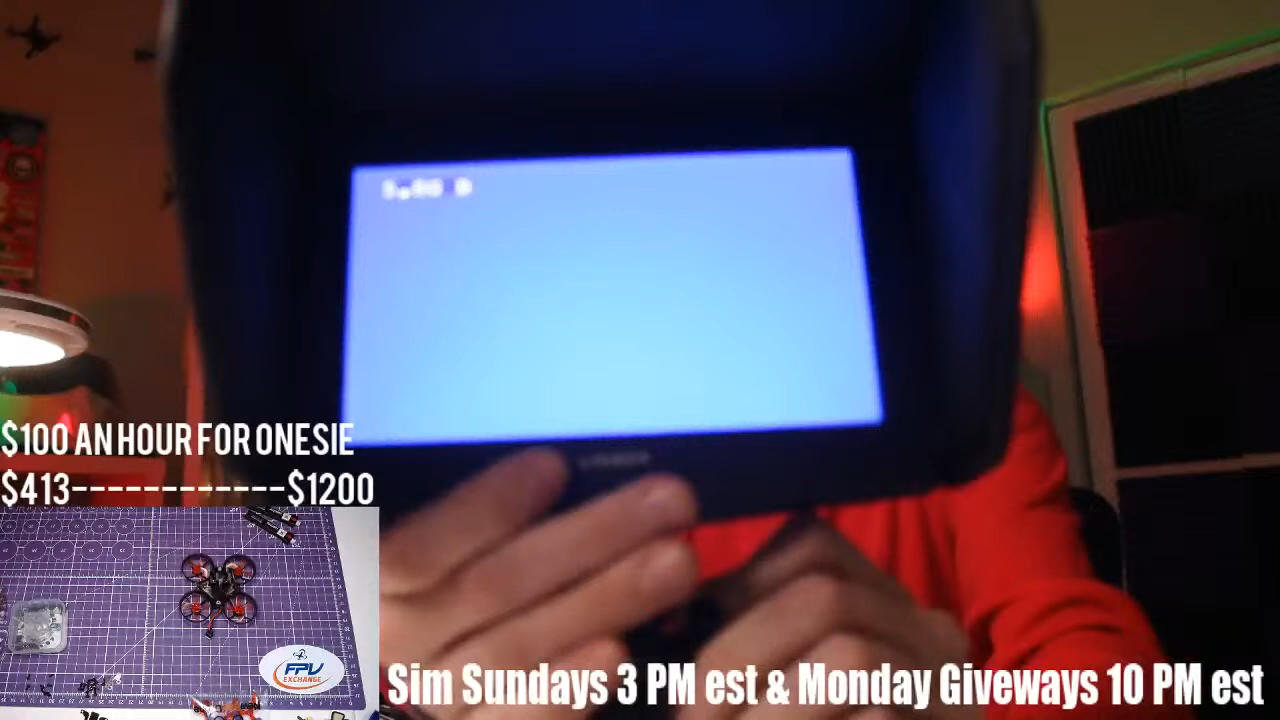 $100 AN HOUR FOR ONESIE
$413------------$1200
FPV
EXCHANGE
Sim Sundays 3 PM est & Monday Giveways 10 PM est